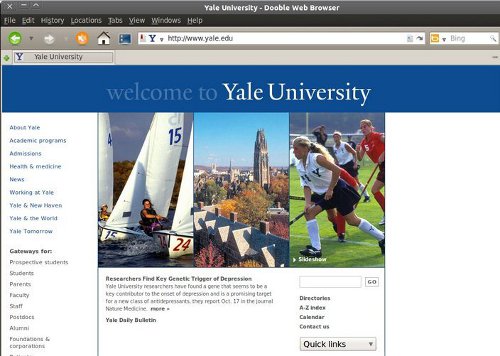 Yale University - Dooble Web Browser
File Edit History Locations Tabs View Windows Help
Y http://www.yale.edu Bing
Y Yale University
welcome to Yale University
About Yale
Academic programs
Admissions
Health & medicine
News
Working at Yale
Yale & New Haven
Yale & the World
Yale Tomorrow
Gateways for:
Prospective students
Students
Parents
Faculty
Staff
Postdocs
Alumni
Foundations &
corporations
4
15
24
Slideshow
Researchers Find Key Genetic Trigger of Depression
Yale University researchers have found a gene that seems to be a
key contributor to the onset of depression and is a promising target
for a new class of antidepressants, they report Oct. 17 in the journal
Nature Medicine. more »
Yale Daily Bulletin
GO
Directories
A-Z index
Calendar
Contact us
Quick links